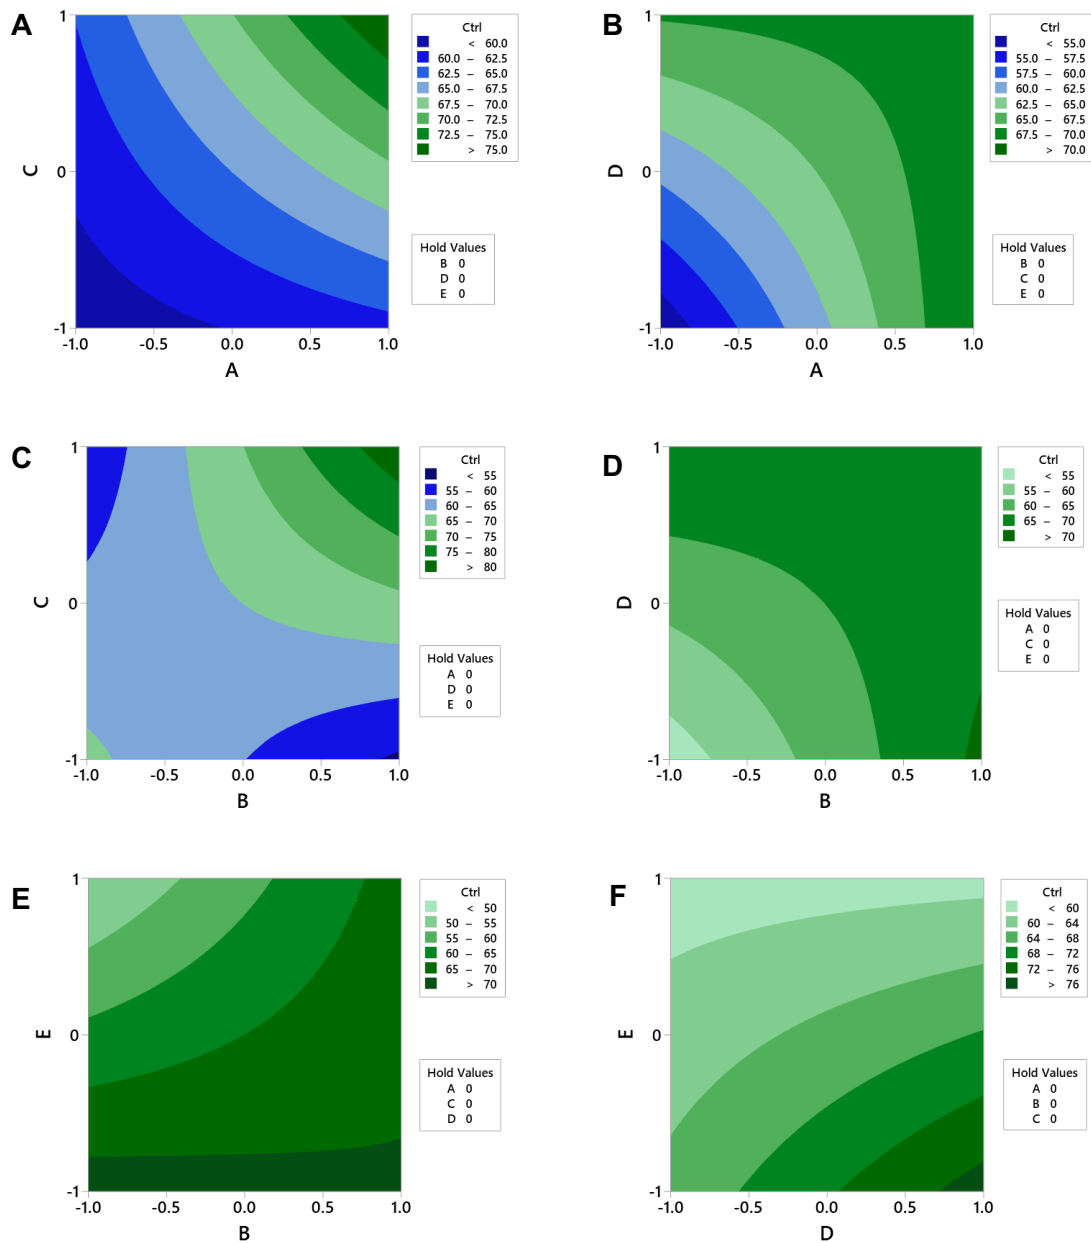 A
1
0
-1
C
-1.0 -0.5 0.0 0.5 1.0
A
Ctrl
< 60.0
60.0 – 62.5
62.5 – 65.0
65.0 – 67.5
67.5 – 70.0
70.0 – 72.5
72.5 – 75.0
> 75.0
Hold Values
B 0
D 0
E 0
B
1
0
-1
D
-1.0 -0.5 0.0 0.5 1.0
A
Ctrl
< 55.0
55.0 – 57.5
57.5 – 60.0
60.0 – 62.5
62.5 – 65.0
65.0 – 67.5
67.5 – 70.0
> 70.0
Hold Values
B 0
C 0
E 0
C
1
0
-1
C
-1.0 -0.5 0.0 0.5 1.0
B
Ctrl
< 55
55 – 60
60 – 65
65 – 70
70 – 75
75 – 80
> 80
Hold Values
A 0
D 0
E 0
D
1
0
-1
D
-1.0 -0.5 0.0 0.5 1.0
B
Ctrl
< 55
55 – 60
60 – 65
65 – 70
> 70
Hold Values
A 0
C 0
E 0
E
1
0
-1
E
-1.0 -0.5 0.0 0.5 1.0
B
Ctrl
< 50
50 – 55
55 – 60
60 – 65
65 – 70
> 70
Hold Values
A 0
C 0
D 0
F
1
0
-1
E
-1.0 -0.5 0.0 0.5 1.0
D
Ctrl
< 60
60 – 64
64 – 68
68 – 72
72 – 76
> 76
Hold Values
A 0
B 0
C 0